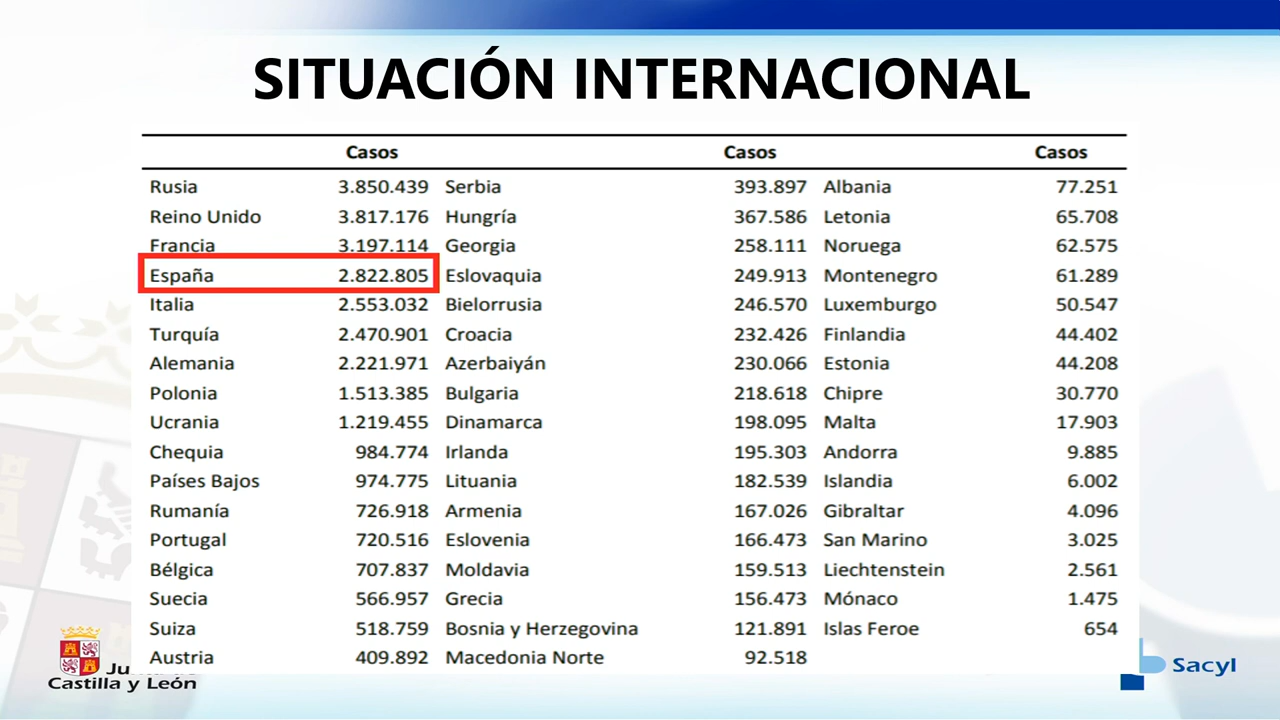 SITUACIÓN INTERNACIONAL
Casos Casos Casos
Rusia 3.850.439 Serbia 393.897 Albania 77.251
Reino Unido 3.817.176 Hungría 367.586 Letonia 65.708
Francia 3.197.114 Georgia 258.111 Noruega 62.575
España 2.822.805 Eslovaquia 249.913 Montenegro 61.289
Italia 2.553.032 Bielorrusia 246.570 Luxemburgo 50.547
Turquía 2.470.901 Croacia 232.426 Finlandia 44.402
Alemania 2.221.971 Azerbaiyán 230.066 Estonia 44.208
Polonia 1.513.385 Bulgaria 218.618 Chipre 30.770
Ucrania 1.219.455 Dinamarca 198.095 Malta 17.903
Chequia 984.774 Irlanda 195.303 Andorra 9.885
Países Bajos 974.775 Lituania 182.539 Islandia 6.002
Rumanía 726.918 Armenia 167.026 Gibraltar 4.096
Portugal 720.516 Eslovenia 166.473 San Marino 3.025
Bélgica 707.837 Moldavia 159.513 Liechtenstein 2.561
Suecia 566.957 Grecia 156.473 Mónaco 1.475
Suiza 518.759 Bosnia y Herzegovina 121.891 Islas Feroe 654
Austria 409.892 Macedonia Norte 92.518
Castilla y León
Sacyl